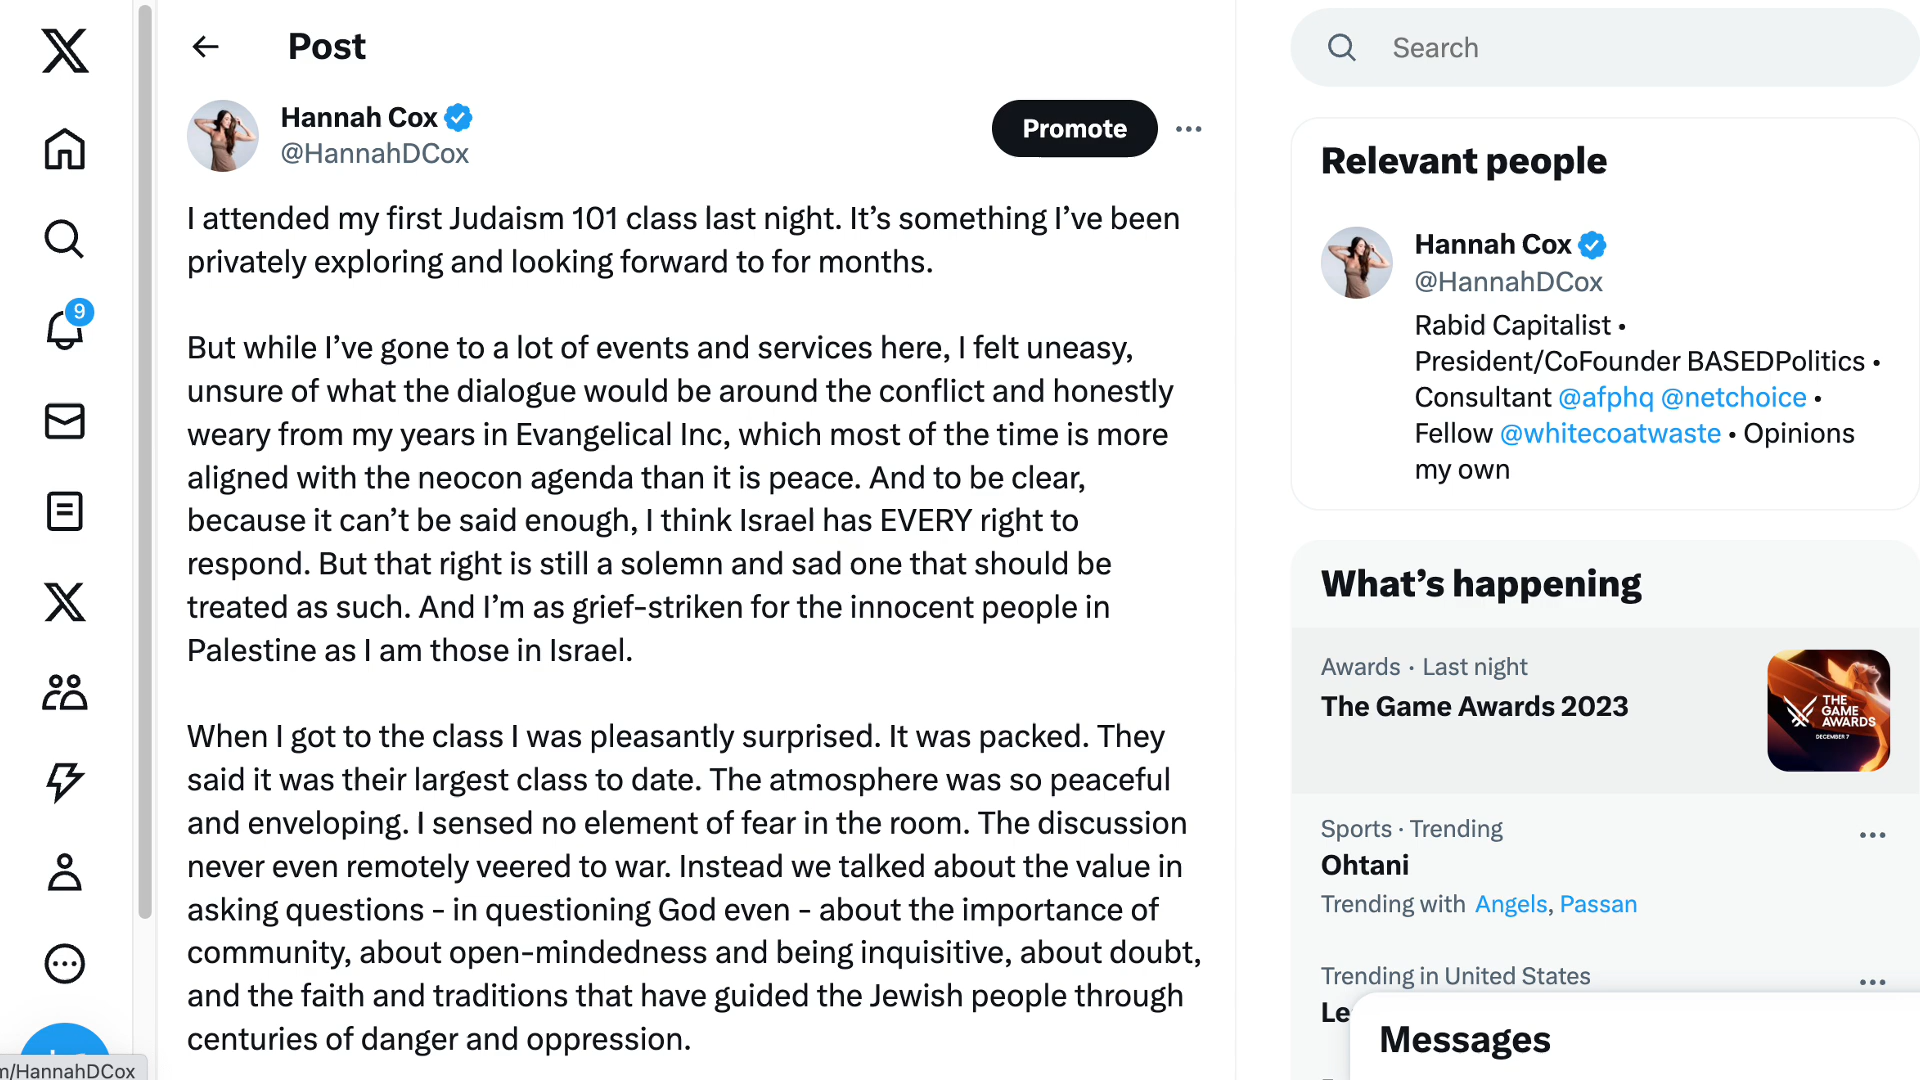 Post
Hannah Cox
@HannahDCox
Promote
I attended my first Judaism 101 class last night. It’s something I’ve been
privately exploring and looking forward to for months.
But while I’ve gone to a lot of events and services here, I felt uneasy,
unsure of what the dialogue would be around the conflict and honestly
weary from my years in Evangelical Inc, which most of the time is more
aligned with the neocon agenda than it is peace. And to be clear,
because it can’t be said enough, I think Israel has EVERY right to
respond. But that right is still a solemn and sad one that should be
treated as such. And I’m as grief-striken for the innocent people in
Palestine as I am those in Israel.
When I got to the class I was pleasantly surprised. It was packed. They
said it was their largest class to date. The atmosphere was so peaceful
and enveloping. I sensed no element of fear in the room. The discussion
never even remotely veered to war. Instead we talked about the value in
asking questions - in questioning God even - about the importance of
community, about open-mindedness and being inquisitive, about doubt,
and the faith and traditions that have guided the Jewish people through
centuries of danger and oppression.
9
m/HannahDCox
Search
Relevant people
Hannah Cox
@HannahDCox
Rabid Capitalist •
President/CoFounder BASEDPolitics •
Consultant @afphq @netchoice •
Fellow @whitecoatwaste • Opinions
my own
What’s happening
Awards · Last night
The Game Awards 2023
THE
GAME
AWARDS
DECEMBER 7
Sports · Trending
Ohtani
Trending with Angels, Passan
Trending in United States
Le
Messages